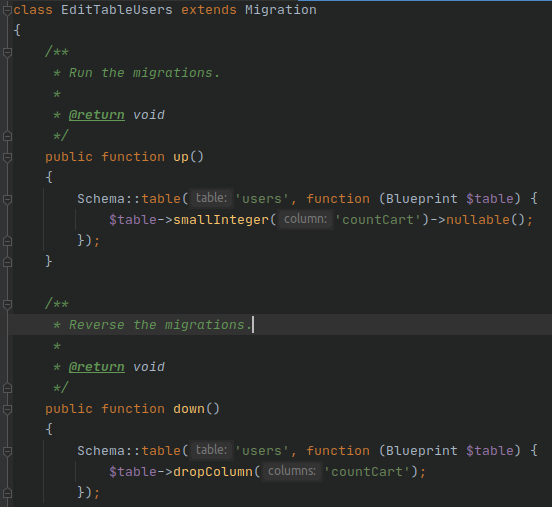 class EditTableUsers extends Migration
{
    /**
     * Run the migrations.
     *
     * @return void
     */
    public function up()
    {
        Schema::table( table: 'users', function (Blueprint $table) {
            $table->smallInteger( column: 'countCart')->nullable();
        });
    }

    /**
     * Reverse the migrations.
     *
     * @return void
     */
    public function down()
    {
        Schema::table( table: 'users', function (Blueprint $table) {
            $table->dropColumn( columns: 'countCart');
        });